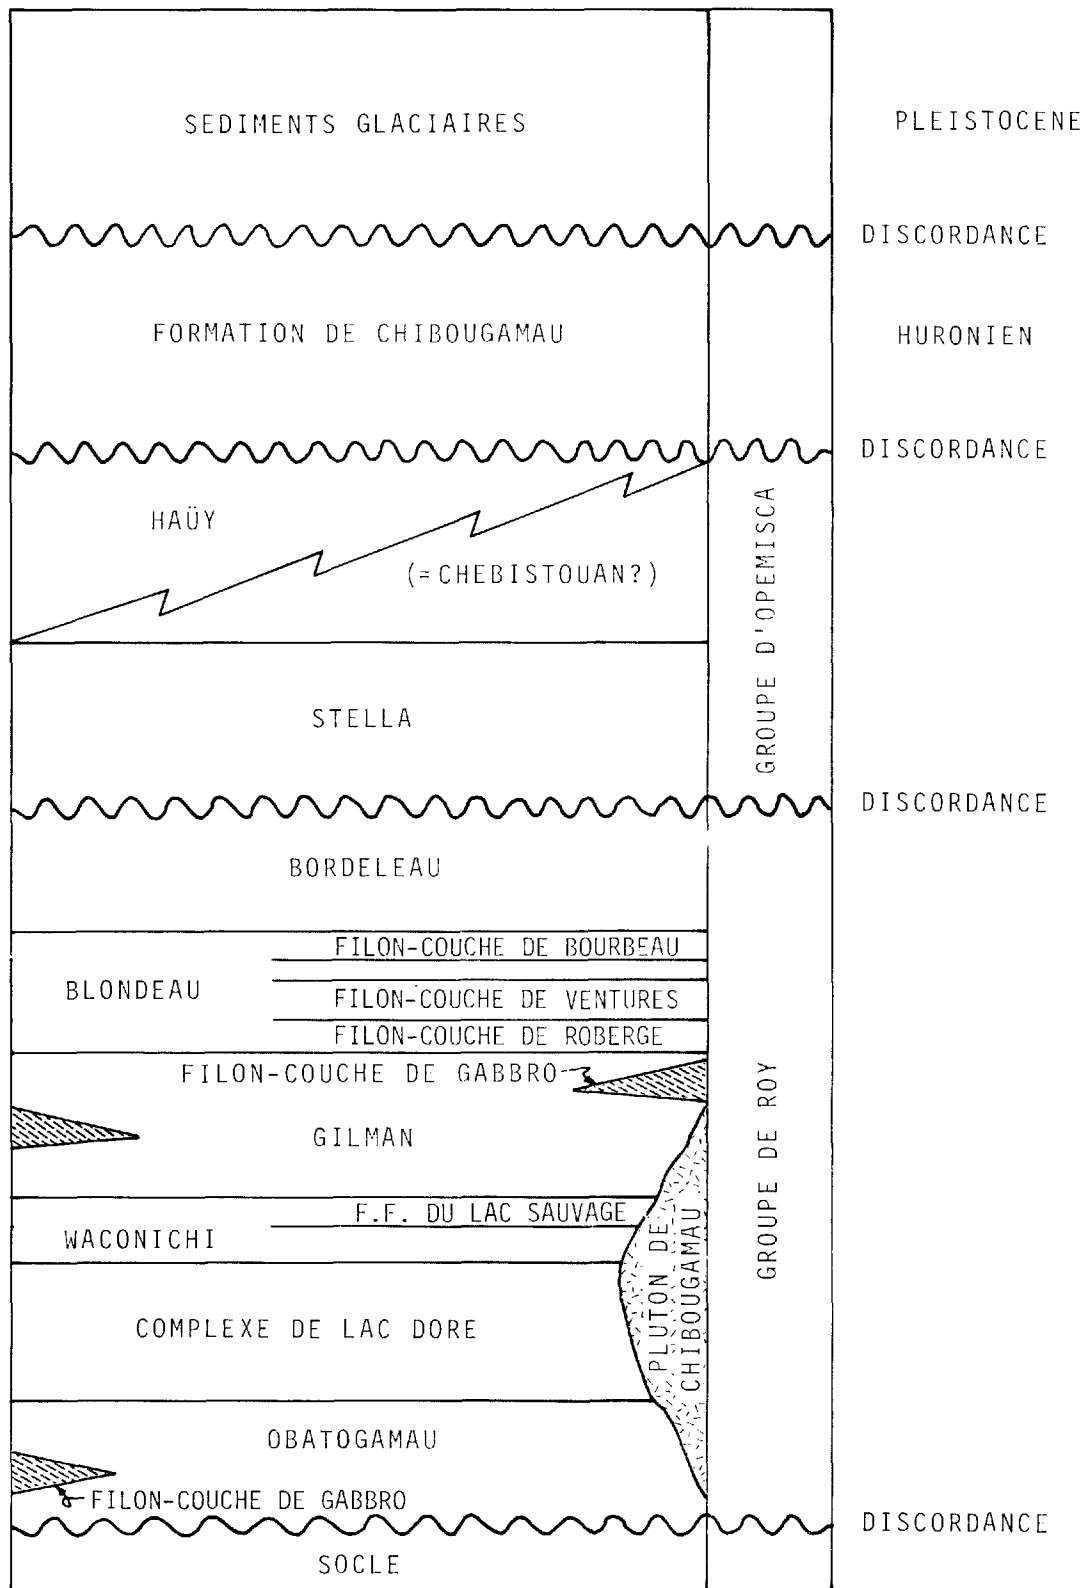 SEDIMENTS GLACIAIRES
PLEISTOCENE
DISCORDANCE
FORMATION DE CHIBOUGAMAU
HURONIEN
DISCORDANCE
HAÜY
(=CHEBISTOUAN?)
GROUPE D'OPEMISCA
STELLA
DISCORDANCE
BORDELEAU
FILON-COUCHE DE BOURBEAU
BLONDEAU
FILON-COUCHE DE VENTURES
FILON-COUCHE DE ROBERGE
FILON-COUCHE DE GABBRO
GILMAN
GROUPE DE ROY
F.F. DU LAC SAUVAGE
WACONICHI
PLUTON DE
CHIBOUGAMAU
COMPLEXE DE LAC DORE
OBATOGAMAU
FILON-COUCHE DE GABBRO
DISCORDANCE
SOCLE